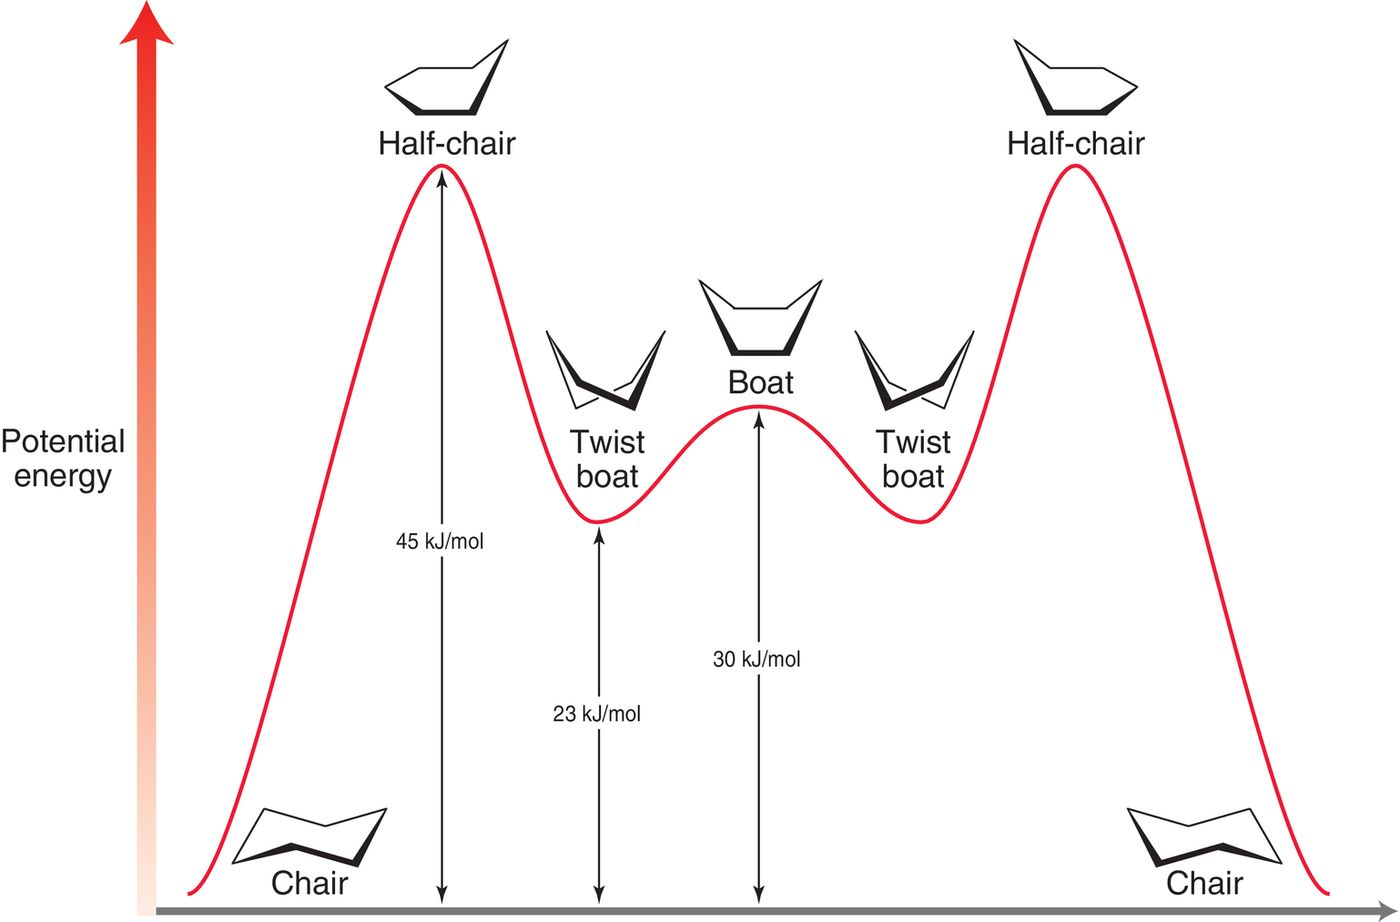 Half-chair
Half-chair
Boat
Twist
boat
Twist
boat
Potential
energy
45 kJ/mol
30 kJ/mol
23 kJ/mol
Chair
Chair